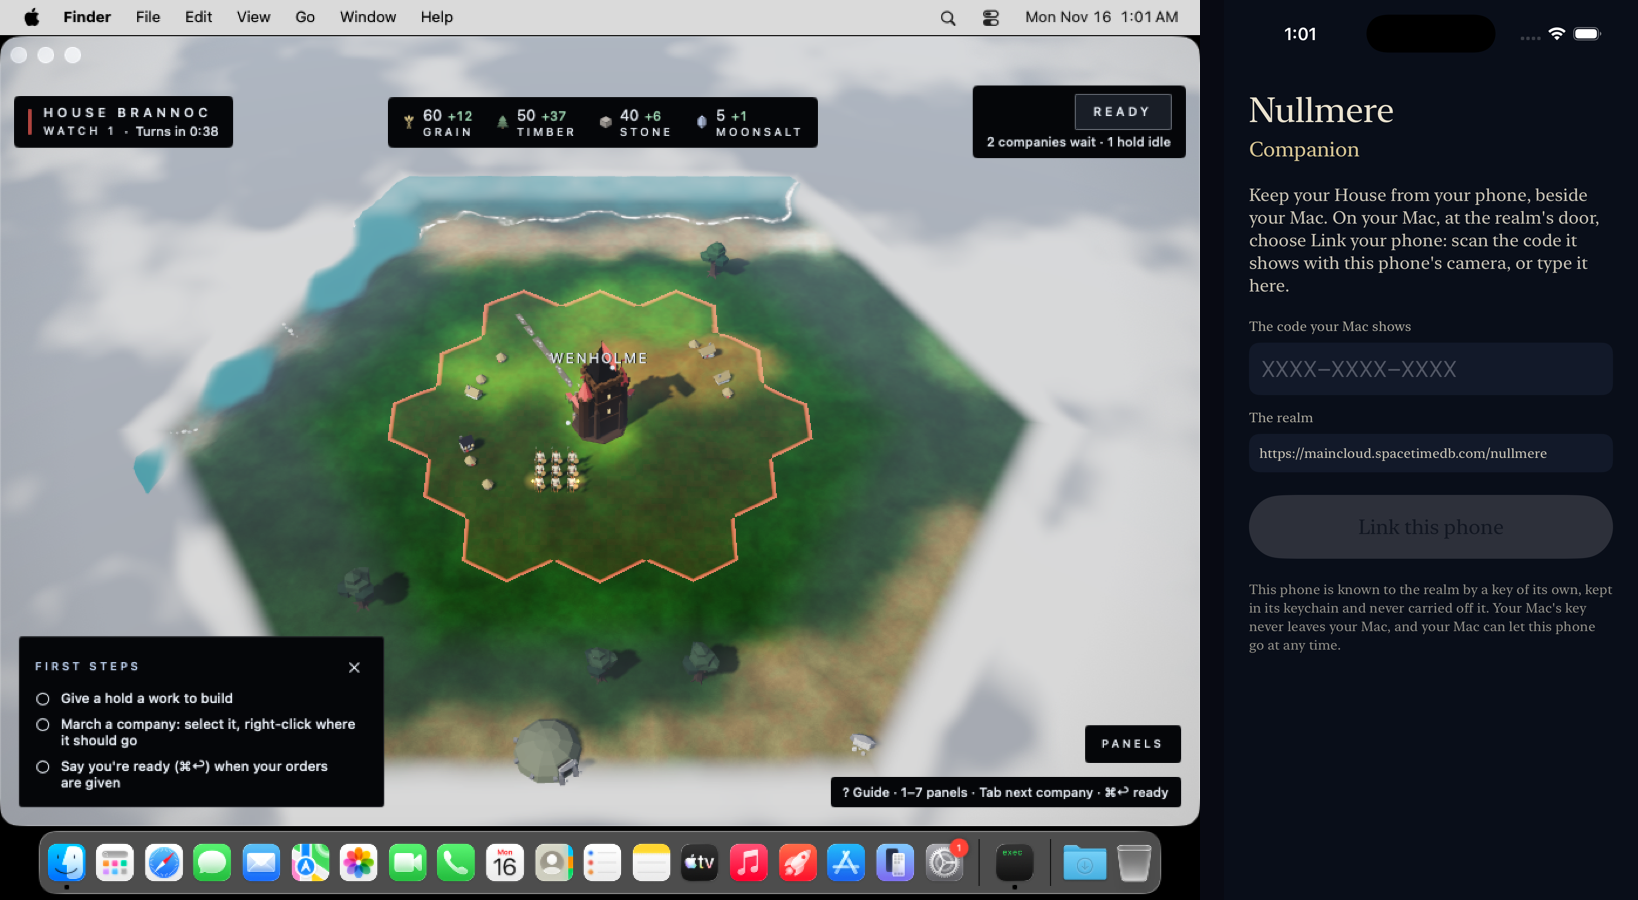 Finder File Edit View Go Window Help
Mon Nov 16 1:01 AM
HOUSE BRANNOC
WATCH 1 · Turns in 0:38
60 +12
GRAIN
50 +37
TIMBER
40 +6
STONE
5 +1
MOONSALT
READY
2 companies wait · 1 hold idle
WENHOLME
FIRST STEPS
Give a hold a work to build
March a company: select it, right-click where
it should go
Say you're ready (⌘⏎) when your orders
are given
PANELS
? Guide · 1–7 panels · Tab next company · ⌘⏎ ready
Mon
16
tv
1
exec
1:01
Nullmere
Companion
Keep your House from your phone, beside
your Mac. On your Mac, at the realm's door,
choose Link your phone: scan the code it
shows with this phone's camera, or type it
here.
The code your Mac shows
XXXX–XXXX–XXXX
The realm
https://maincloud.spacetimedb.com/nullmere
Link this phone
This phone is known to the realm by a key of its own, kept
in its keychain and never carried off it. Your Mac's key
never leaves your Mac, and your Mac can let this phone
go at any time.